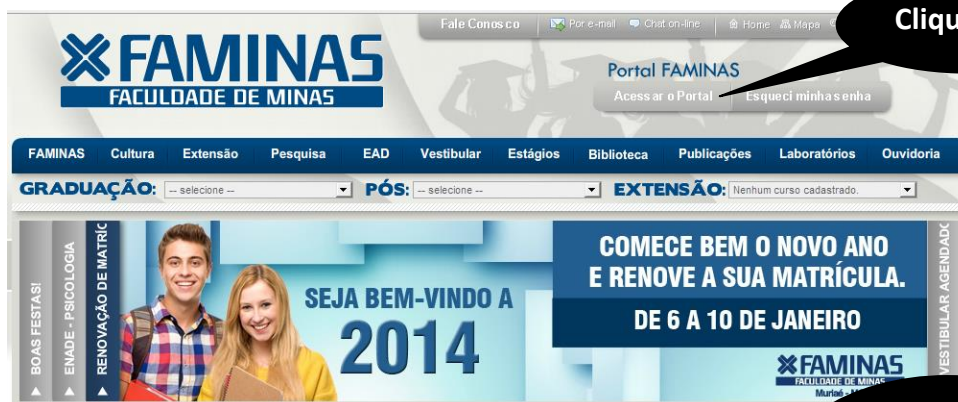 Fale Conosco
Por e-mail
Chat on-line
Home
Mapa
FAMINAS
FACULDADE DE MINAS
Portal FAMINAS
Acessar o Portal
Esqueci minha senha
FAMINAS Cultura Extensão Pesquisa EAD Vestibular Estágios Biblioteca Publicações Laboratórios Ouvidoria
GRADUAÇÃO: -- selecione -- PÓS: -- selecione -- EXTENSÃO: Nenhum curso cadastrado.
BOAS FESTAS!
ENADE - PSICOLOGIA
RENOVAÇÃO DE MATRÍC
SEJA BEM-VINDO A
2014
COMECE BEM O NOVO ANO
E RENOVE A SUA MATRÍCULA.
DE 6 A 10 DE JANEIRO
FAMINAS
FACULDADE DE MINAS
VESTIBULAR AGENDADO